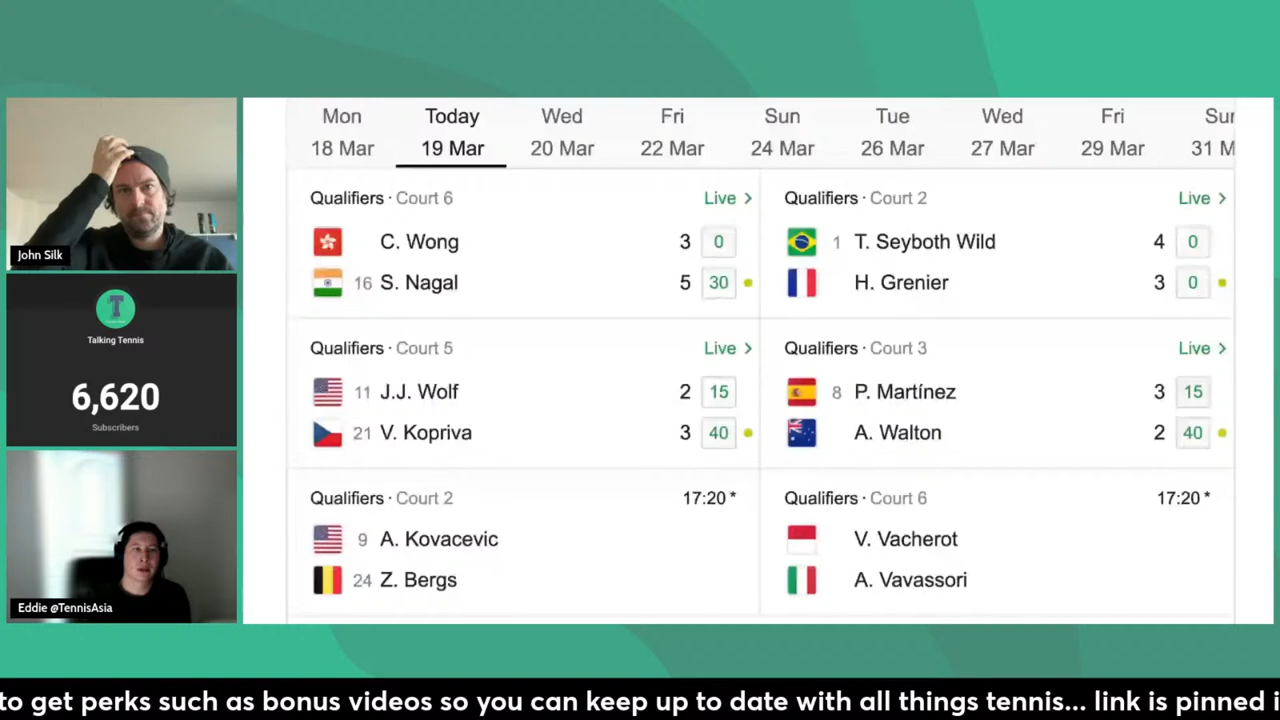 John Silk
Talking Tennis
6,620
Subscribers
Eddie @TennisAsia
Mon
18 Mar
Today
19 Mar
Wed
20 Mar
Fri
22 Mar
Sun
24 Mar
Tue
26 Mar
Wed
27 Mar
Fri
29 Mar
Sur
31 M
Qualifiers · Court 6 Live >
C. Wong 3 0
16 S. Nagal 5 30
Qualifiers · Court 2 Live >
1 T. Seyboth Wild 4 0
H. Grenier 3 0
Qualifiers · Court 5 Live >
11 J.J. Wolf 2 15
21 V. Kopriva 3 40
Qualifiers · Court 3 Live >
8 P. Martínez 3 15
A. Walton 2 40
Qualifiers · Court 2 17:20 *
9 A. Kovacevic
24 Z. Bergs
Qualifiers · Court 6 17:20 *
V. Vacherot
A. Vavassori
to get perks such as bonus videos so you can keep up to date with all things tennis... link is pinned i